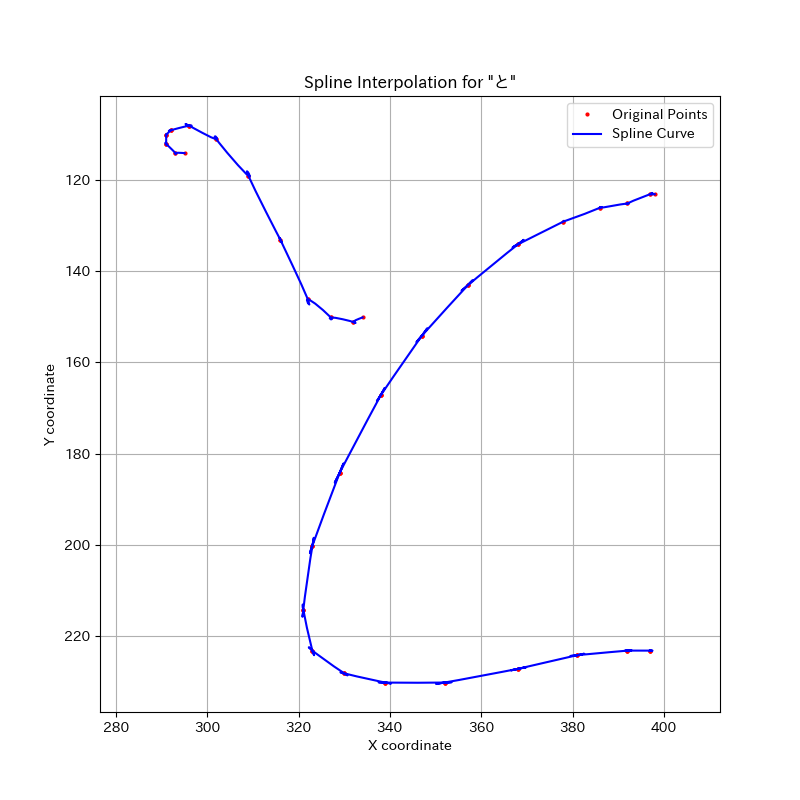 Spline Interpolation for "と"
Original Points
Spline Curve
120
140
160
180
200
220
Y coordinate
280 300 320 340 360 380 400
X coordinate